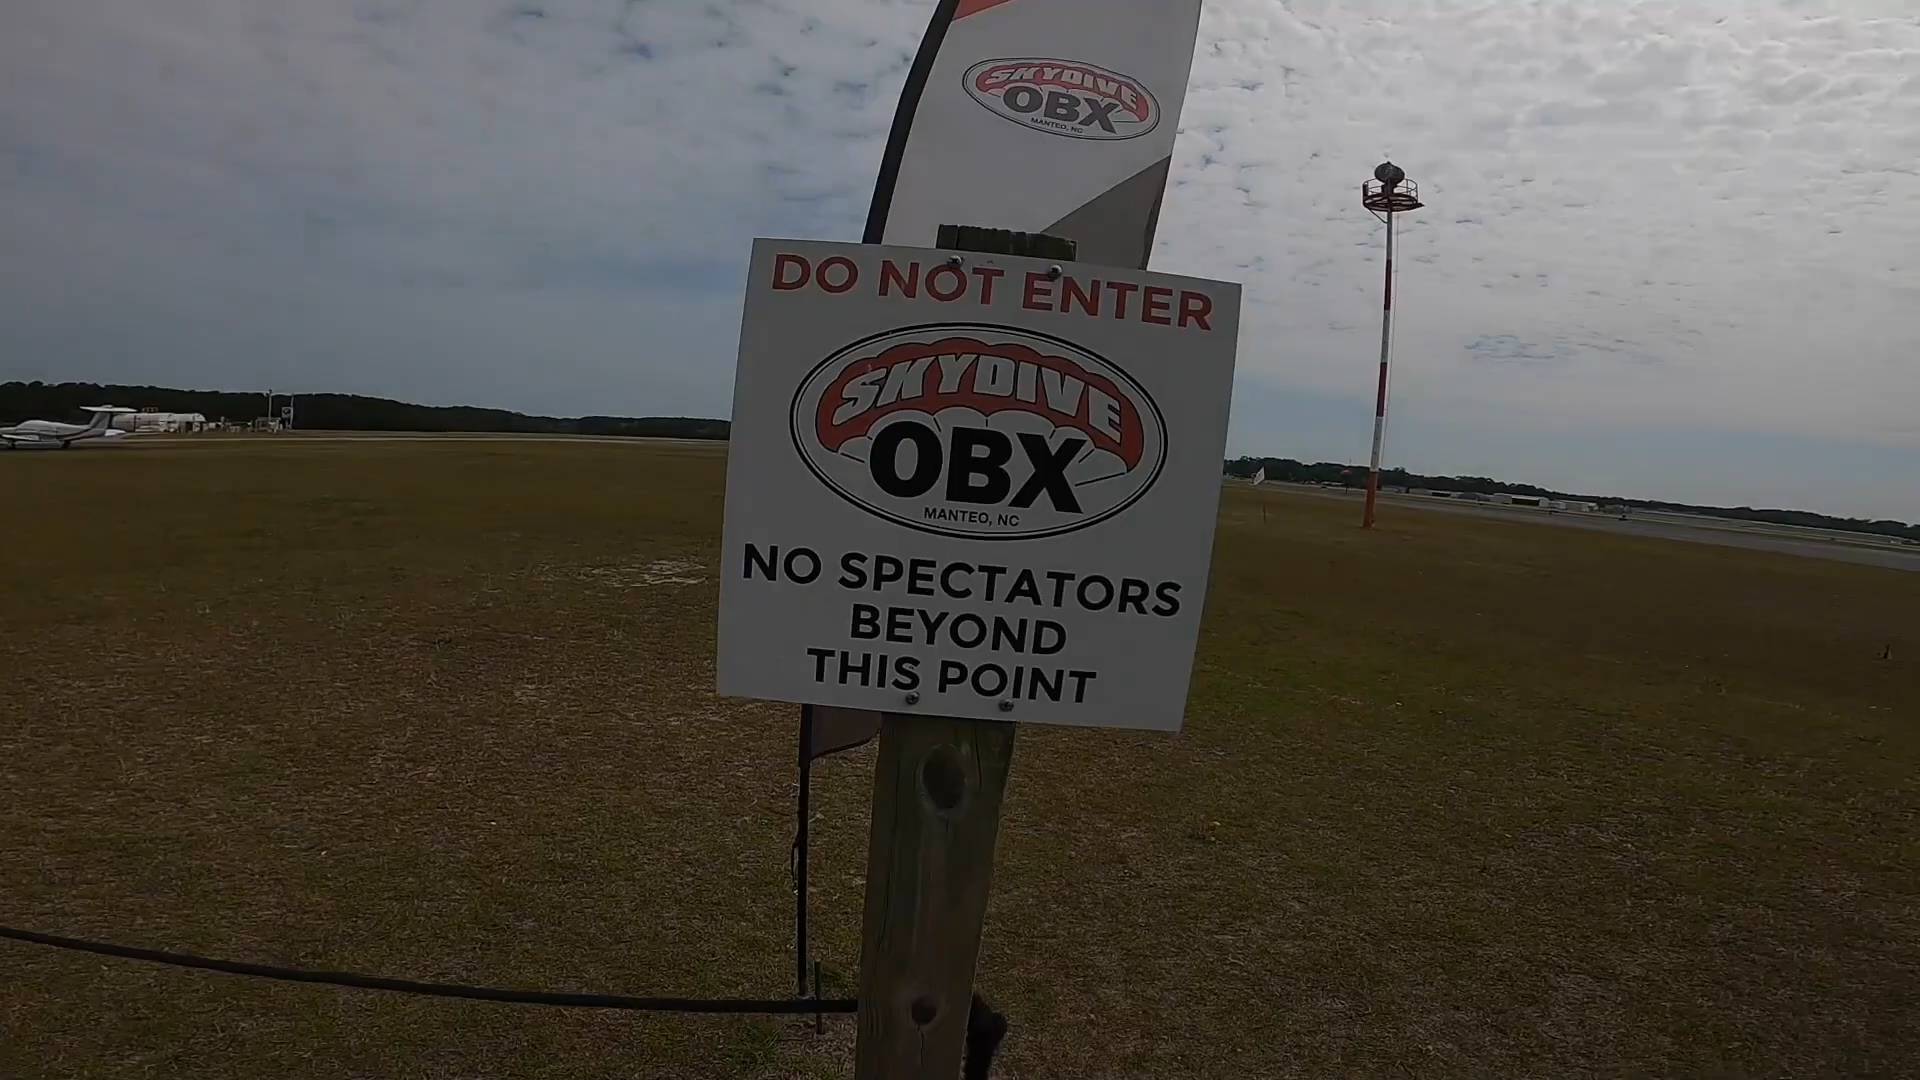 SKYDIVE
OBX
MANTEO, NC
DO NOT ENTER
SKYDIVE
OBX
MANTEO, NC
NO SPECTATORS
BEYOND
THIS POINT